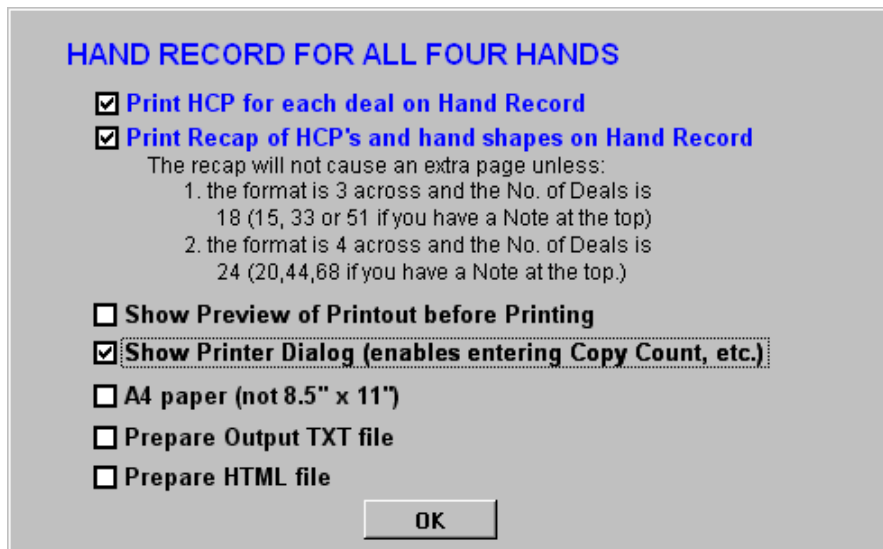 HAND RECORD FOR ALL FOUR HANDS
Print HCP for each deal on Hand Record
Print Recap of HCP's and hand shapes on Hand Record
The recap will not cause an extra page unless:
1. the format is 3 across and the No. of Deals is
18 (15, 33 or 51 if you have a Note at the top)
2. the format is 4 across and the No. of Deals is
24 (20,44,68 if you have a Note at the top.)
Show Preview of Printout before Printing
Show Printer Dialog (enables entering Copy Count, etc.)
A4 paper (not 8.5" x 11")
Prepare Output TXT file
Prepare HTML file
OK